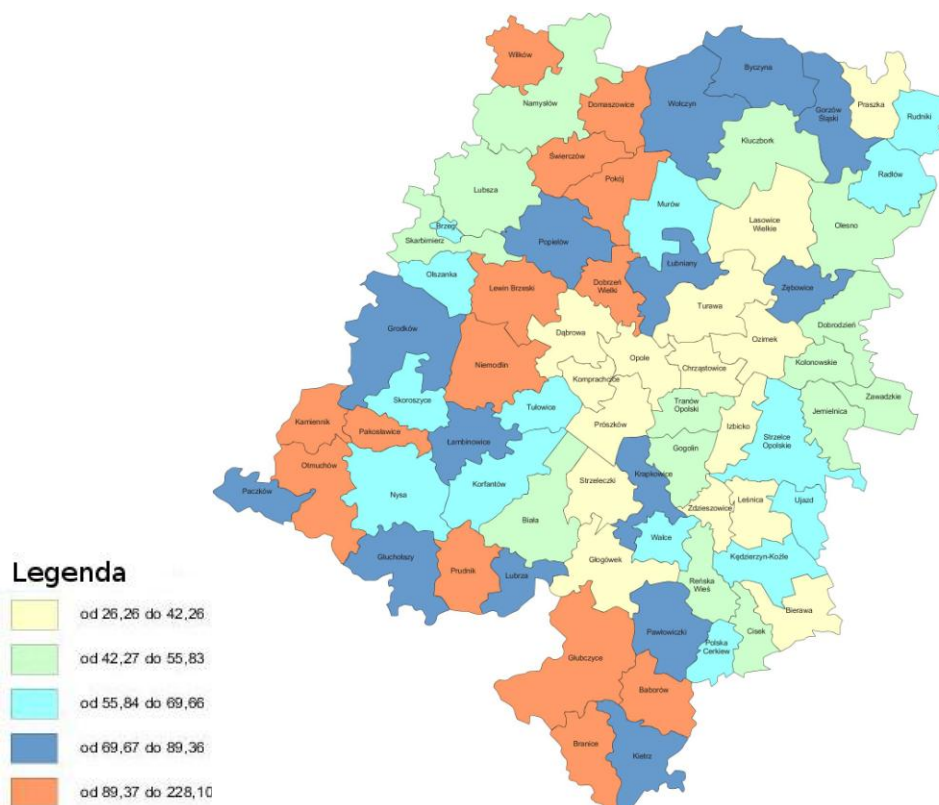 Wilków
Namysłów
Domaszowice
Wołczyn
Byczyna
Gorzów
Śląski
Praszka
Rudniki
Kluczbork
Radłów
Świerczów
Pokój
Lubsza
Murów
Lasowice
Wielkie
Olesno
Brzeg
Skarbimierz
Popielów
Łubniany
Olszanka
Lewin Brzeski
Dobrzeń
Wielki
Zębowice
Turawa
Grodków
Dąbrowa
Ozimek
Dobrodzień
Opole
Chrząstowice
Kolonowskie
Niemodlin
Komprachcice
Zawadzkie
Skoroszyce
Tułowice
Tranów
Opolski
Jemielnica
Kamiennik
Pakosławice
Prószków
Izbicko
Strzelce
Opolskie
Łambinowice
Gogolin
Otmuchów
Strzeleczki
Krapkowice
Paczków
Nysa
Korfantów
Leśnica
Ujazd
Zdzieszowice
Biała
Walce
Głuchołazy
Prudnik
Lubrza
Głogówek
Kędzierzyn-Koźle
Reńska
Wieś
Bierawa
Pawłowiczki
Polska
Cerkiew
Cisek
Głubczyce
Baborów
Branice
Kietrz
Legenda
od 26,26 do 42,26
od 42,27 do 55,83
od 55,84 do 69,66
od 69,67 do 89,36
od 89,37 do 228,10